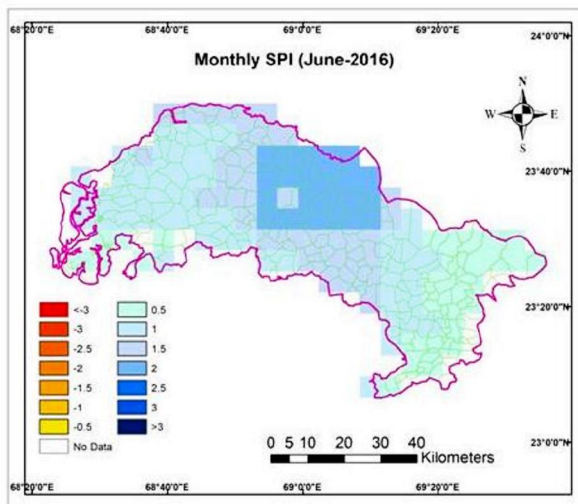 68°20'0"E 68°40'0"E 69°0'0"E 69°20'0"E
24°0'0"N
Monthly SPI (June-2016)
N
W E
S
23°40'0"N
23°20'0"N
23°0'0"N
<-3 0.5
-3 1
-2.5 1.5
-2 2
-1.5 2.5
-1 3
-0.5 >3
No Data
0 5 10 20 30 40
Kilometers
68°20'0"E 68°40'0"E 69°0'0"E 69°20'0"E